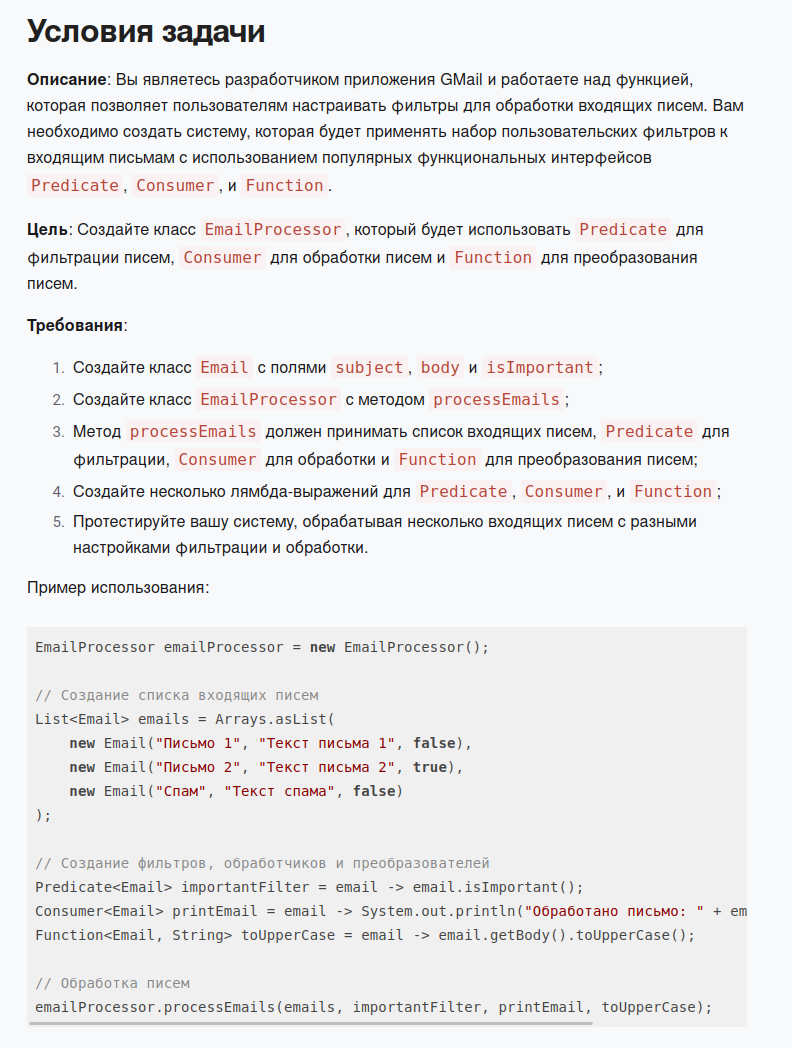 Условия задачи
Описание: Вы являетесь разработчиком приложения GMail и работаете над функцией,
которая позволяет пользователям настраивать фильтры для обработки входящих писем. Вам
необходимо создать систему, которая будет применять набор пользовательских фильтров к
входящим письмам с использованием популярных функциональных интерфейсов
Predicate, Consumer, и Function.
Цель: Создайте класс EmailProcessor, который будет использовать Predicate для
фильтрации писем, Consumer для обработки писем и Function для преобразования
писем.
Требования:
1. Создайте класс Email с полями subject, body и isImportant;
2. Создайте класс EmailProcessor с методом processEmails;
3. Метод processEmails должен принимать список входящих писем, Predicate для
фильтрации, Consumer для обработки и Function для преобразования писем;
4. Создайте несколько лямбда-выражений для Predicate, Consumer, и Function;
5. Протестируйте вашу систему, обрабатывая несколько входящих писем с разными
настройками фильтрации и обработки.
Пример использования:
EmailProcessor emailProcessor = new EmailProcessor();
// Создание списка входящих писем
List<Email> emails = Arrays.asList(
new Email("Письмо 1", "Текст письма 1", false),
new Email("Письмо 2", "Текст письма 2", true),
new Email("Спам", "Текст спама", false)
);
// Создание фильтров, обработчиков и преобразователей
Predicate<Email> importantFilter = email -> email.isImportant();
Consumer<Email> printEmail = email -> System.out.println("Обработано письмо: " + em
Function<Email, String> toUpperCase = email -> email.getBody().toUpperCase();
// Обработка писем
emailProcessor.processEmails(emails, importantFilter, printEmail, toUpperCase);